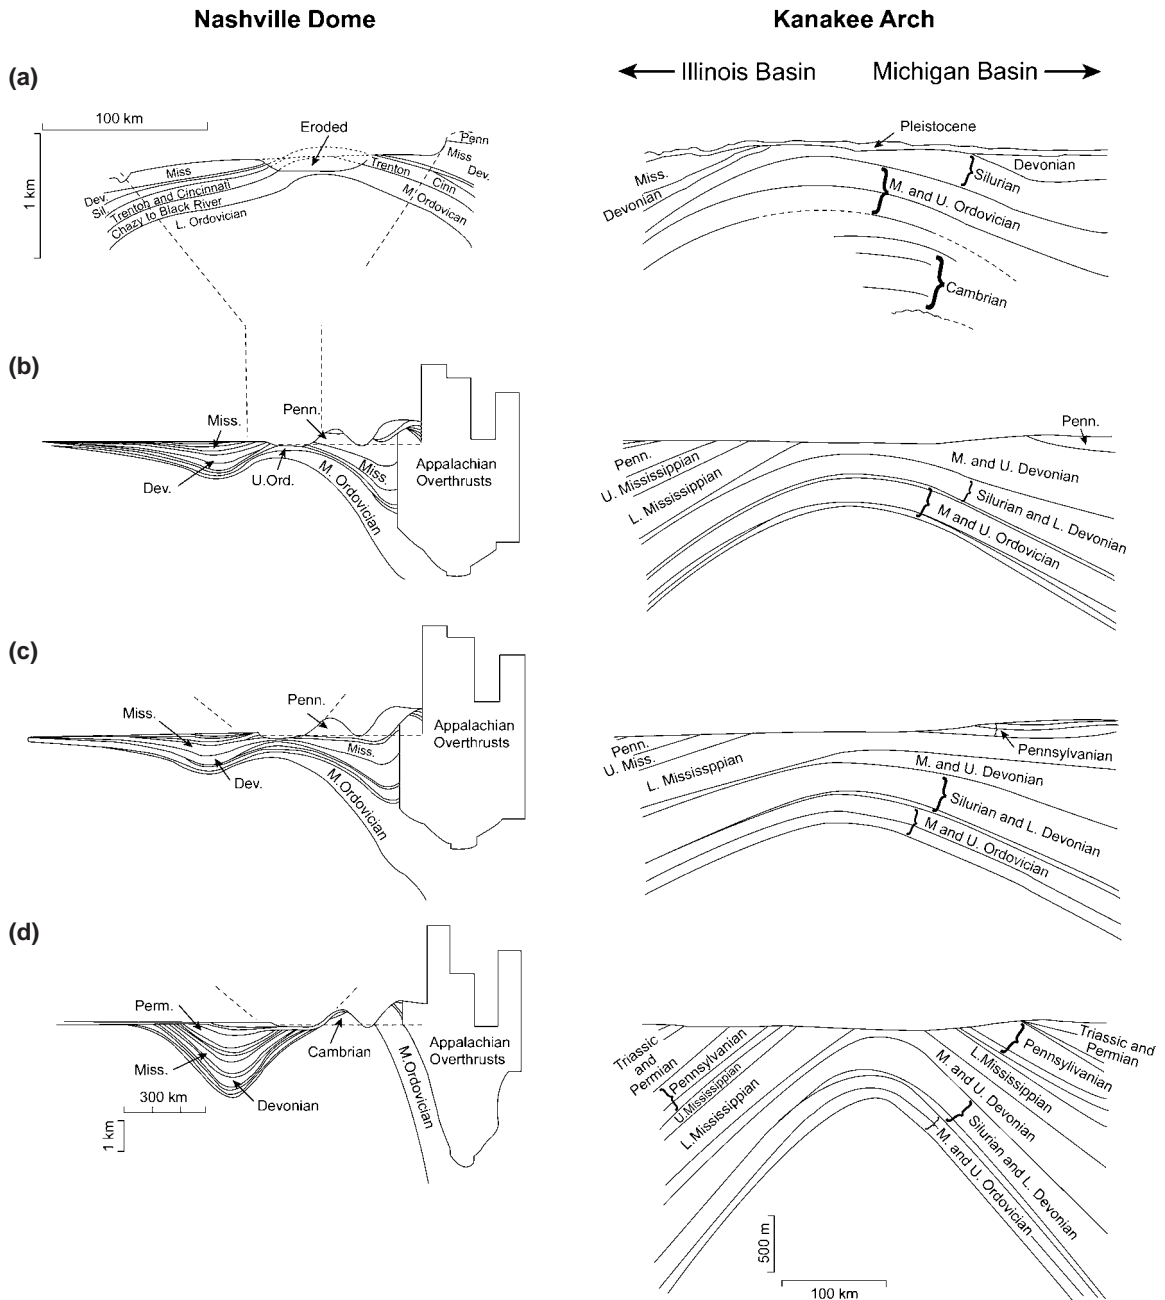 Nashville Dome
Kanakee Arch
(a)
Illinois Basin
Michigan Basin
100 km
1 km
Eroded
Penn
Miss
Dev.
Cinn
Trenton
M. Ordovican
Miss
Dev.
Sil.
Trenton and Cincinnati
Chazy to Black River
L. Ordovician
Pleistocene
Devonian
Silurian
M. and U. Ordovician
Miss.
Devonian
Cambrian
(b)
Miss.
Penn.
Dev.
U.Ord.
Miss.
M. Ordovician
Appalachian
Overthrusts
Penn.
Penn.
U. Mississippian
L. Mississippian
M. and U. Devonian
Silurian and L. Devonian
M and U. Ordovician
(c)
Miss.
Penn.
Miss.
Dev.
M.Ordovician
Appalachian
Overthrusts
Penn.
U. Miss.
L. Mississppian
Pennsylvanian
M. and U. Devonian
Silurian and L. Devonian
M and U. Ordovician
(d)
Perm.
Miss.
Cambrian
Devonian
M.Ordovician
Appalachian
Overthrusts
300 km
1 km
Triassic
and
Permian
Pennsylvanian
U.Mississippian
L.Mississippian
Triassic and
Permian
Pennsylvanian
L.Mississippian
M. and U. Devonian
Silurian and L. Devonian
M. and U. Ordovician
500 m
100 km